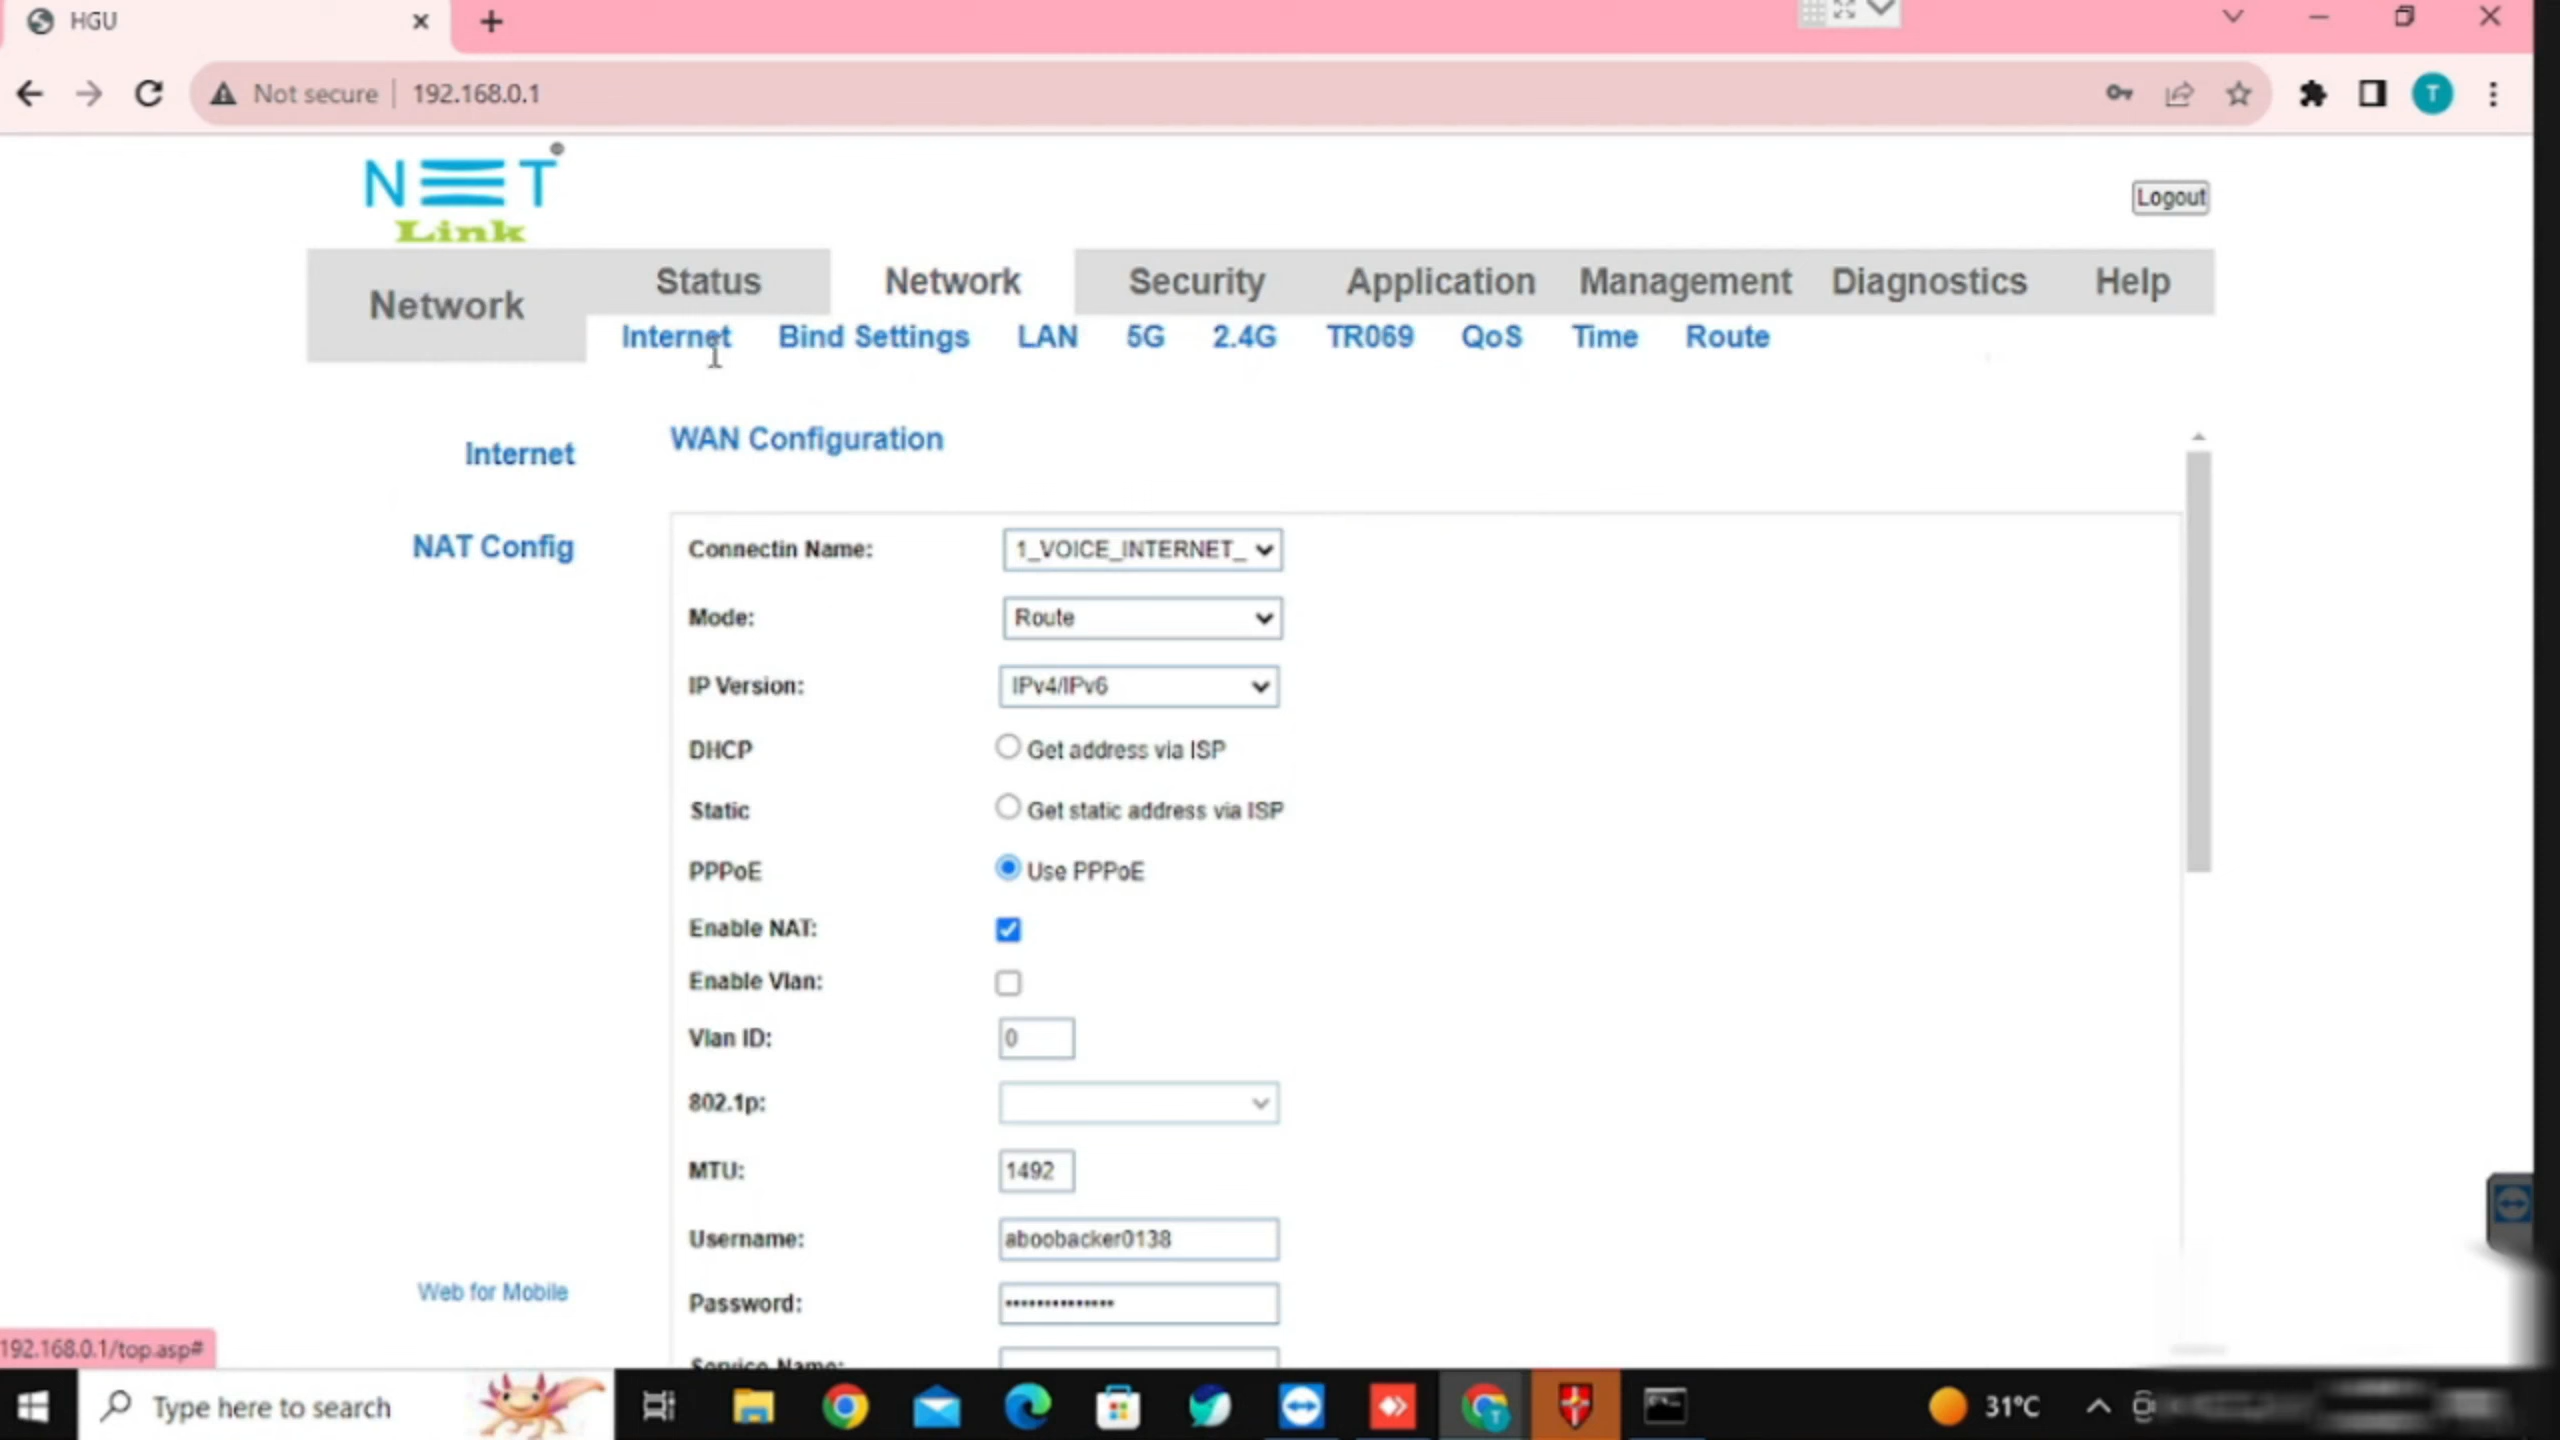 HGU
Not secure 192.168.0.1
T
NET
Link
Logout
Network
Status Network Security Application Management Diagnostics Help
Internet Bind Settings LAN 5G 2.4G TR069 QoS Time Route
Internet
NAT Config
Web for Mobile
WAN Configuration
Connectin Name: 1_VOICE_INTERNET_
Mode: Route
IP Version: IPv4/IPv6
DHCP Get address via ISP
Static Get static address via ISP
PPPoE Use PPPoE
Enable NAT:
Enable Vlan:
Vlan ID: 0
802.1p:
MTU: 1492
Username: aboobacker0138
Password: ••••••••••••••
Service Name:
192.168.0.1/top.asp#
Type here to search
T
31°C